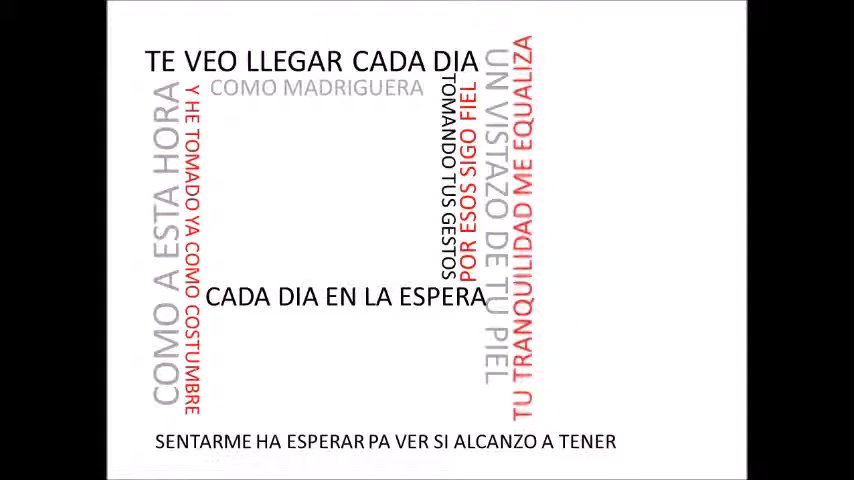 TE VEO LLEGAR CADA DIA
COMO A ESTA HORA
Y HE TOMADO YA COMO COSTUMBRE
COMO MADRIGUERA
TOMANDO TUS GESTOS
POR ESO SIGO FIEL
CADA DIA EN LA ESPERA
UN VISTAZO DE TU PIEL
TU TRANQUILIDAD ME EQUALIZA
SENTARME HA ESPERAR PA VER SI ALCANZO A TENER